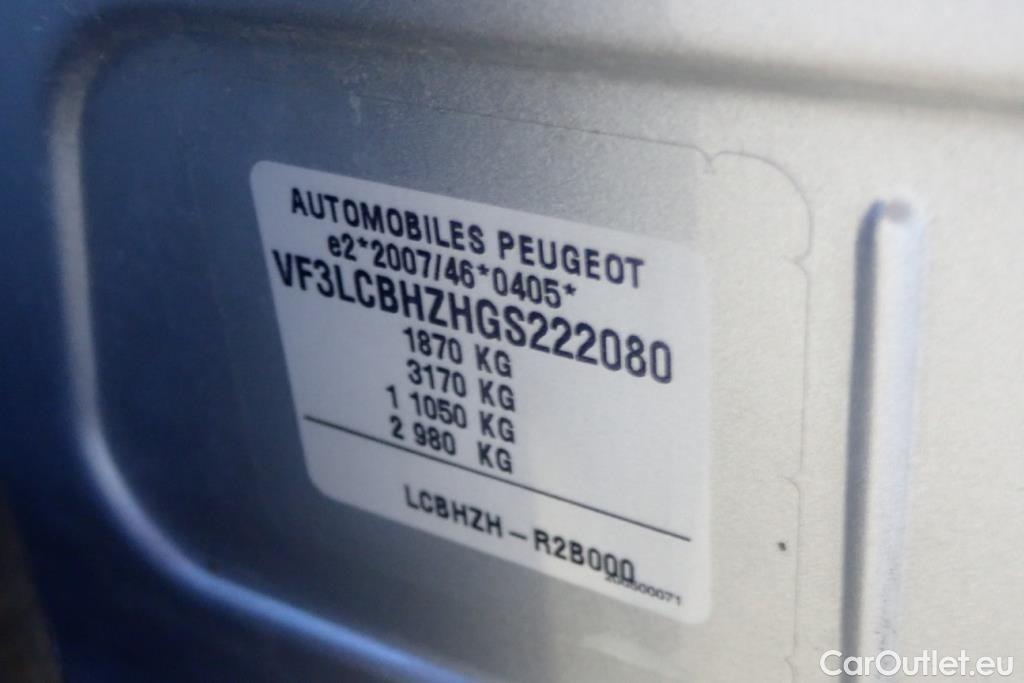 AUTOMOBILES PEUGEOT
e2*2007/46*0405*
VF3LCBHZHGS222080
1870 KG
3170 KG
1 1050 KG
2 980 KG
LCBHZH – R2B000
CarOutlet.eu